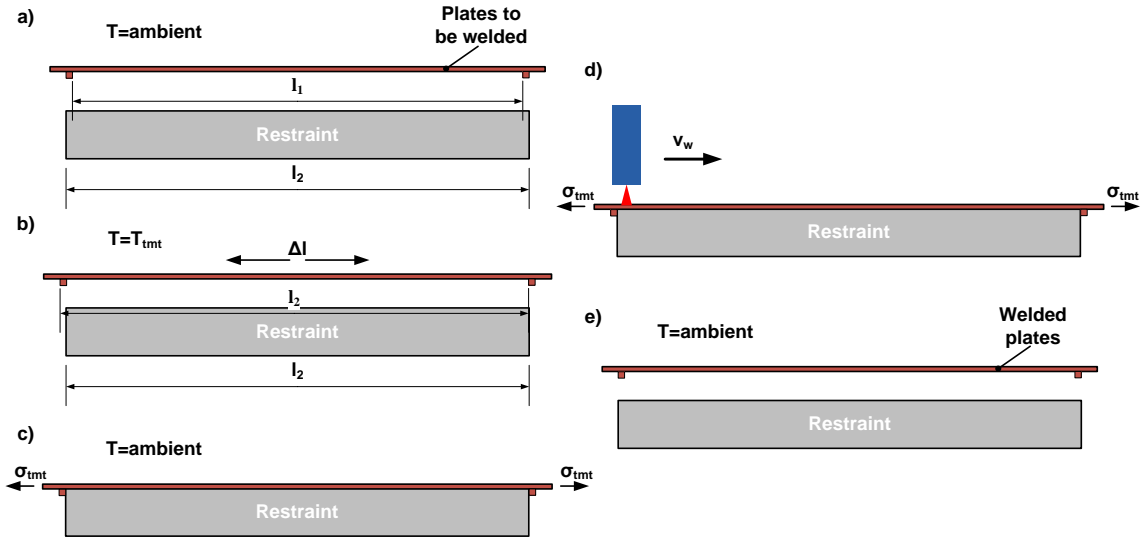 a)
T=ambient
Plates to
be welded
l₁
Restraint
l₂
b)
T=Tₜₘₜ
Δl
l₂
Restraint
l₂
c)
T=ambient
σₜₘₜ
σₜₘₜ
Restraint
d)
v_w
σₜₘₜ
σₜₘₜ
Restraint
e)
T=ambient
Welded
plates
Restraint